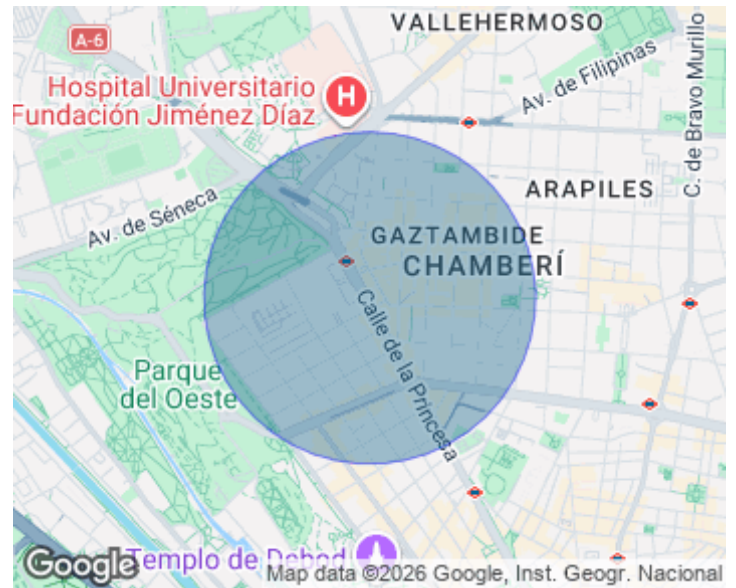 VALLEHERMOSO
A-6
Hospital Universitario
Fundación Jiménez Díaz
H
Av. de Filipinas
C. de Bravo Murillo
ARAPILES
Av. de Séneca
GAZTAMBIDE
CHAMBERÍ
Calle de la Princesa
Parque
del Oeste
Templo de Debod
Google
Map data ©2026 Google, Inst. Geogr. Nacional